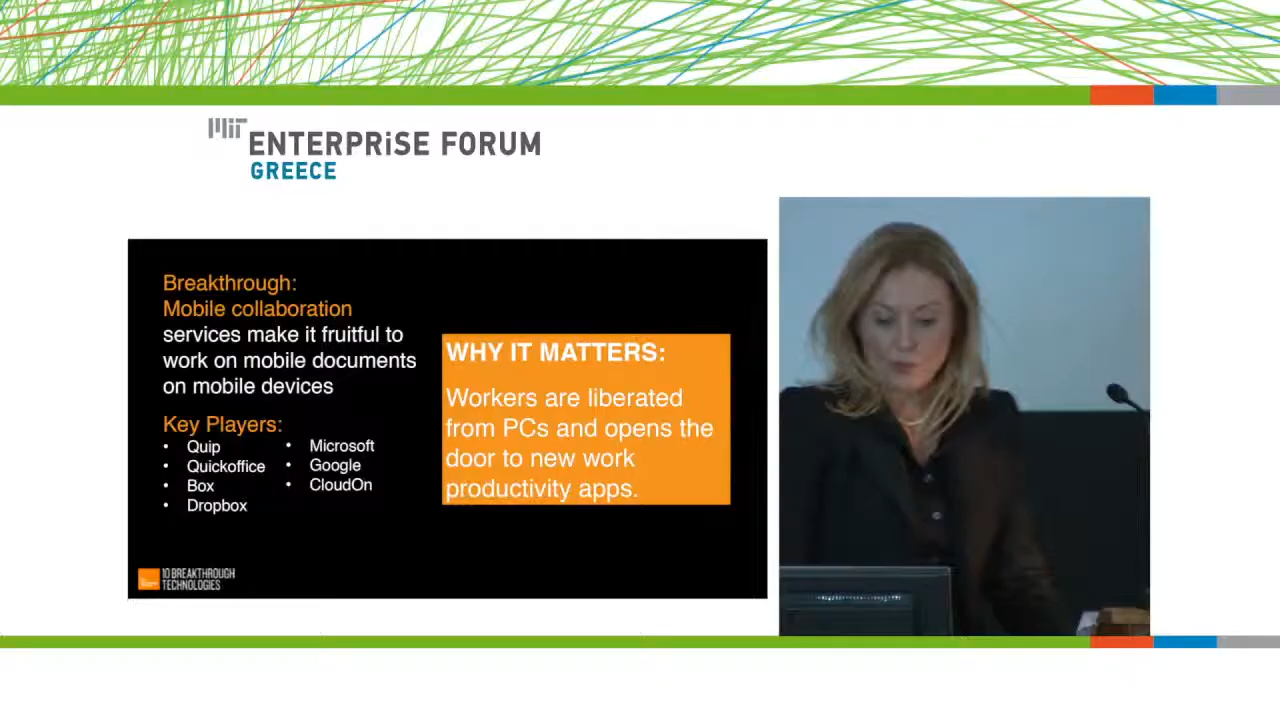 MIT
ENTERPRiSE FORUM
GREECE
Breakthrough:
Mobile collaboration
services make it fruitful to
work on mobile documents
on mobile devices
Key Players:
• Quip
• Quickoffice
• Box
• Dropbox
• Microsoft
• Google
• CloudOn
WHY IT MATTERS:
Workers are liberated
from PCs and opens the
door to new work
productivity apps.
10 BREAKTHROUGH
TECHNOLOGIES